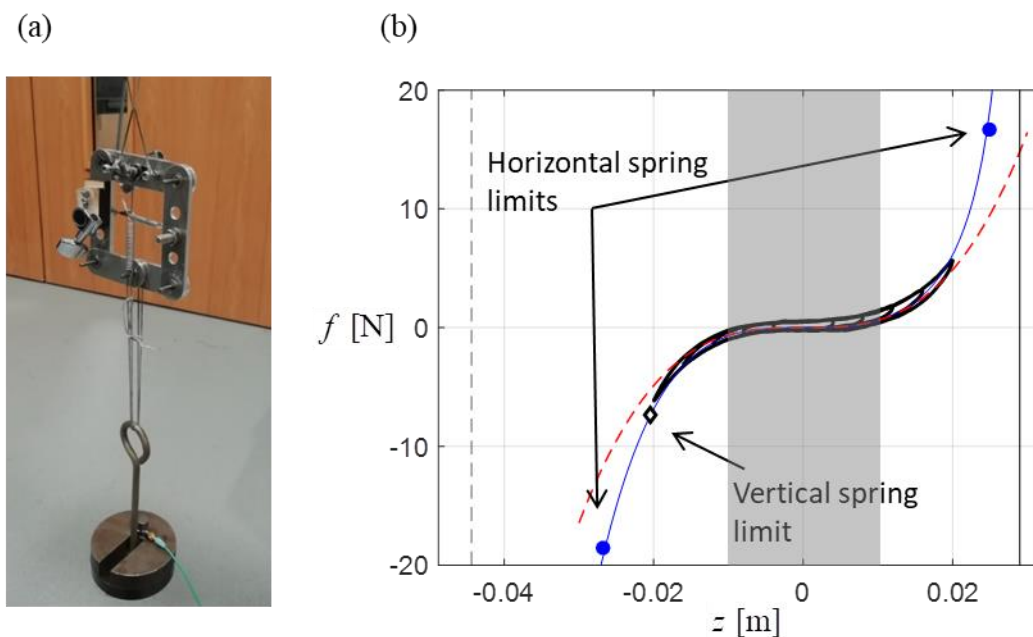 (a)
(b)
20
10
0
-10
-20
f [N]
Horizontal spring
limits
Vertical spring
limit
-0.04
-0.02
0
0.02
z [m]